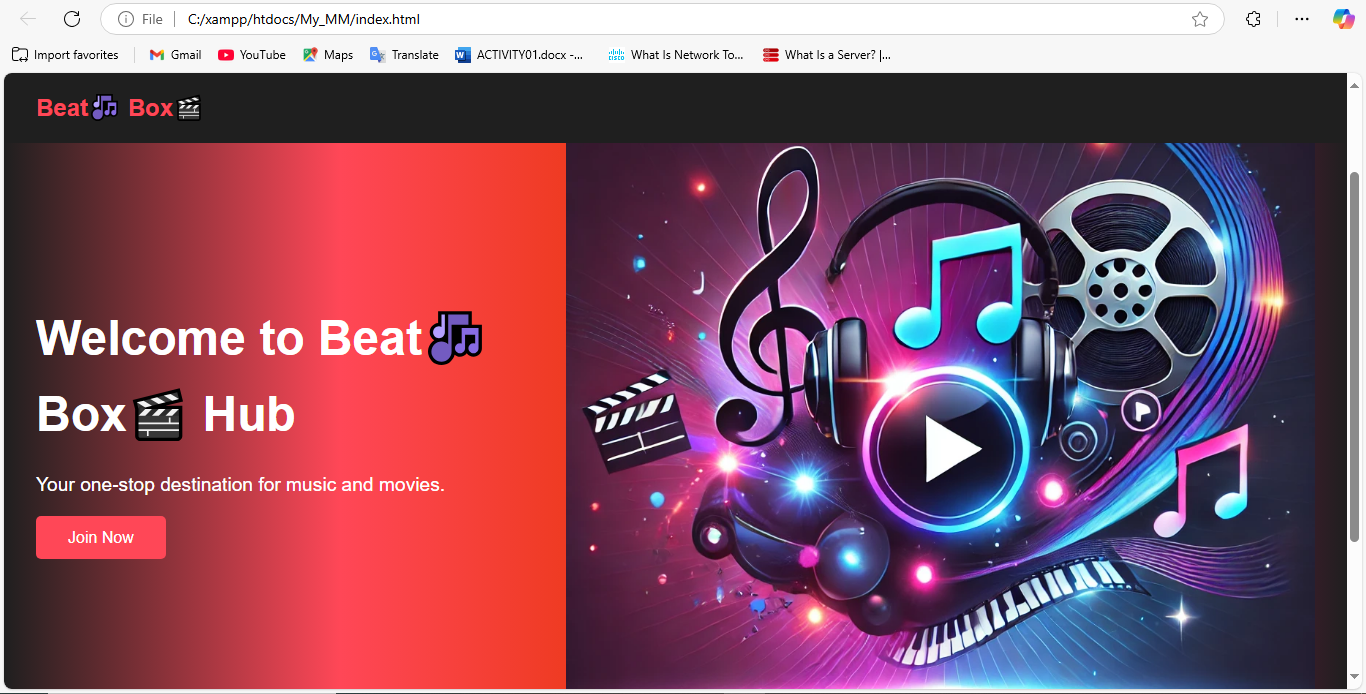 File C:/xampp/htdocs/My_MM/index.html
Import favorites Gmail YouTube Maps Translate ACTIVITY01.docx -... What Is Network To... What Is a Server? |...
Beat🎵 Box🎬
Welcome to Beat🎵
Box🎬 Hub
Your one-stop destination for music and movies.
Join Now